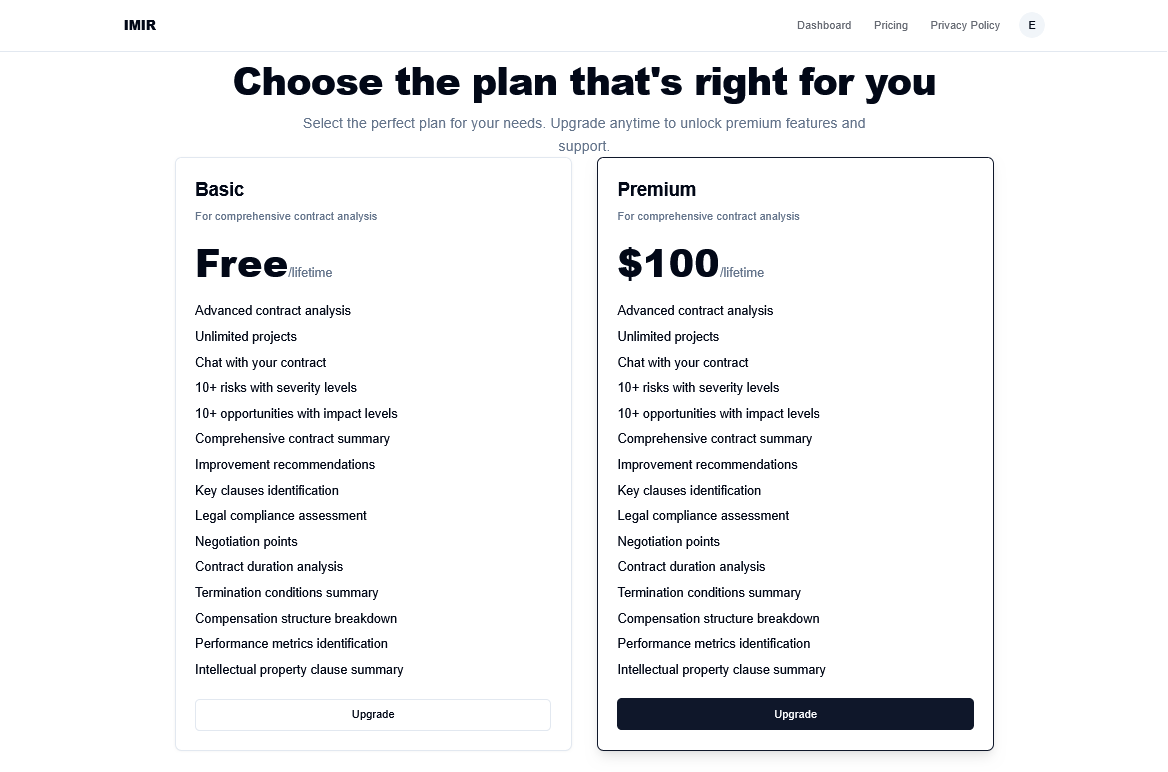 IMIR
Dashboard
Pricing
Privacy Policy
E
Choose the plan that's right for you
Select the perfect plan for your needs. Upgrade anytime to unlock premium features and
support.
Basic
For comprehensive contract analysis
Free/lifetime
Advanced contract analysis
Unlimited projects
Chat with your contract
10+ risks with severity levels
10+ opportunities with impact levels
Comprehensive contract summary
Improvement recommendations
Key clauses identification
Legal compliance assessment
Negotiation points
Contract duration analysis
Termination conditions summary
Compensation structure breakdown
Performance metrics identification
Intellectual property clause summary
Upgrade
Premium
For comprehensive contract analysis
$100/lifetime
Advanced contract analysis
Unlimited projects
Chat with your contract
10+ risks with severity levels
10+ opportunities with impact levels
Comprehensive contract summary
Improvement recommendations
Key clauses identification
Legal compliance assessment
Negotiation points
Contract duration analysis
Termination conditions summary
Compensation structure breakdown
Performance metrics identification
Intellectual property clause summary
Upgrade